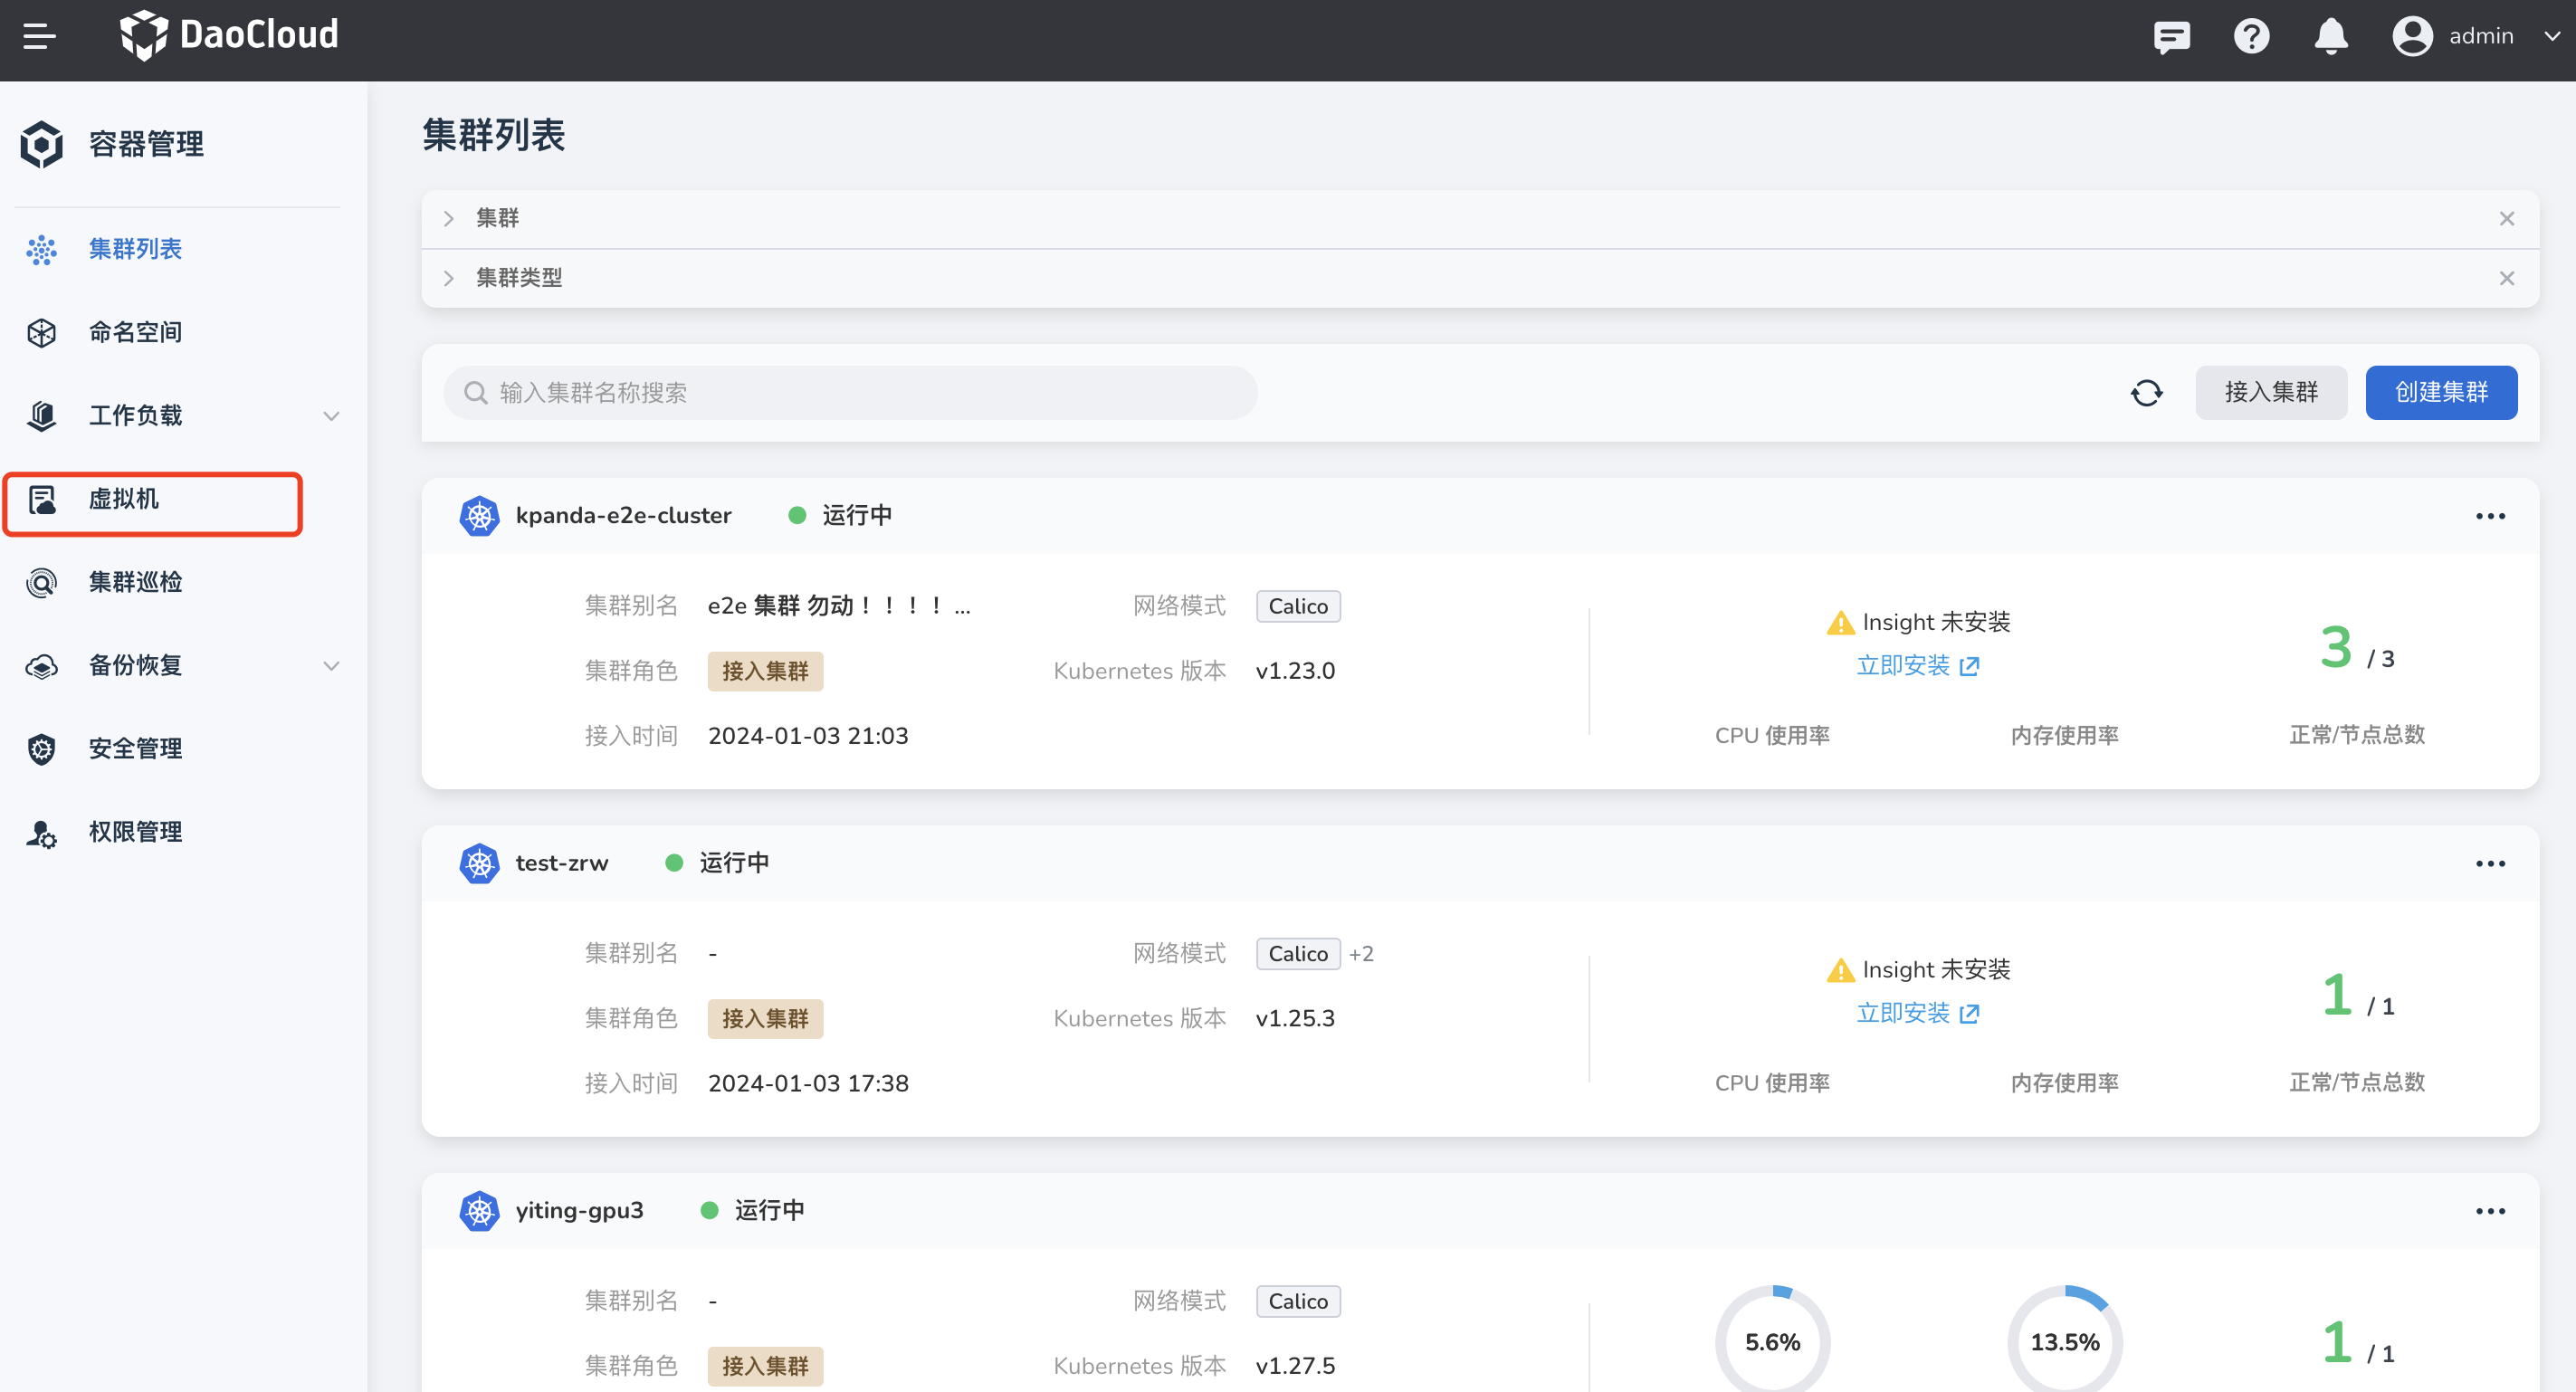 DaoCloud
admin
容器管理
集群列表
命名空间
工作负载
虚拟机
集群巡检
备份恢复
安全管理
权限管理
集群列表
集群
集群类型
输入集群名称搜索
接入集群
创建集群
kpanda-e2e-cluster 运行中
集群别名 e2e 集群 勿动！！！！ ... 网络模式 Calico
集群角色 接入集群 Kubernetes 版本 v1.23.0
接入时间 2024-01-03 21:03
Insight 未安装
立即安装
3 / 3
CPU 使用率 内存使用率 正常/节点总数
test-zrw 运行中
集群别名 - 网络模式 Calico +2
集群角色 接入集群 Kubernetes 版本 v1.25.3
接入时间 2024-01-03 17:38
Insight 未安装
立即安装
1 / 1
CPU 使用率 内存使用率 正常/节点总数
yiting-gpu3 运行中
集群别名 - 网络模式 Calico
集群角色 接入集群 Kubernetes 版本 v1.27.5
5.6% 13.5% 1 / 1